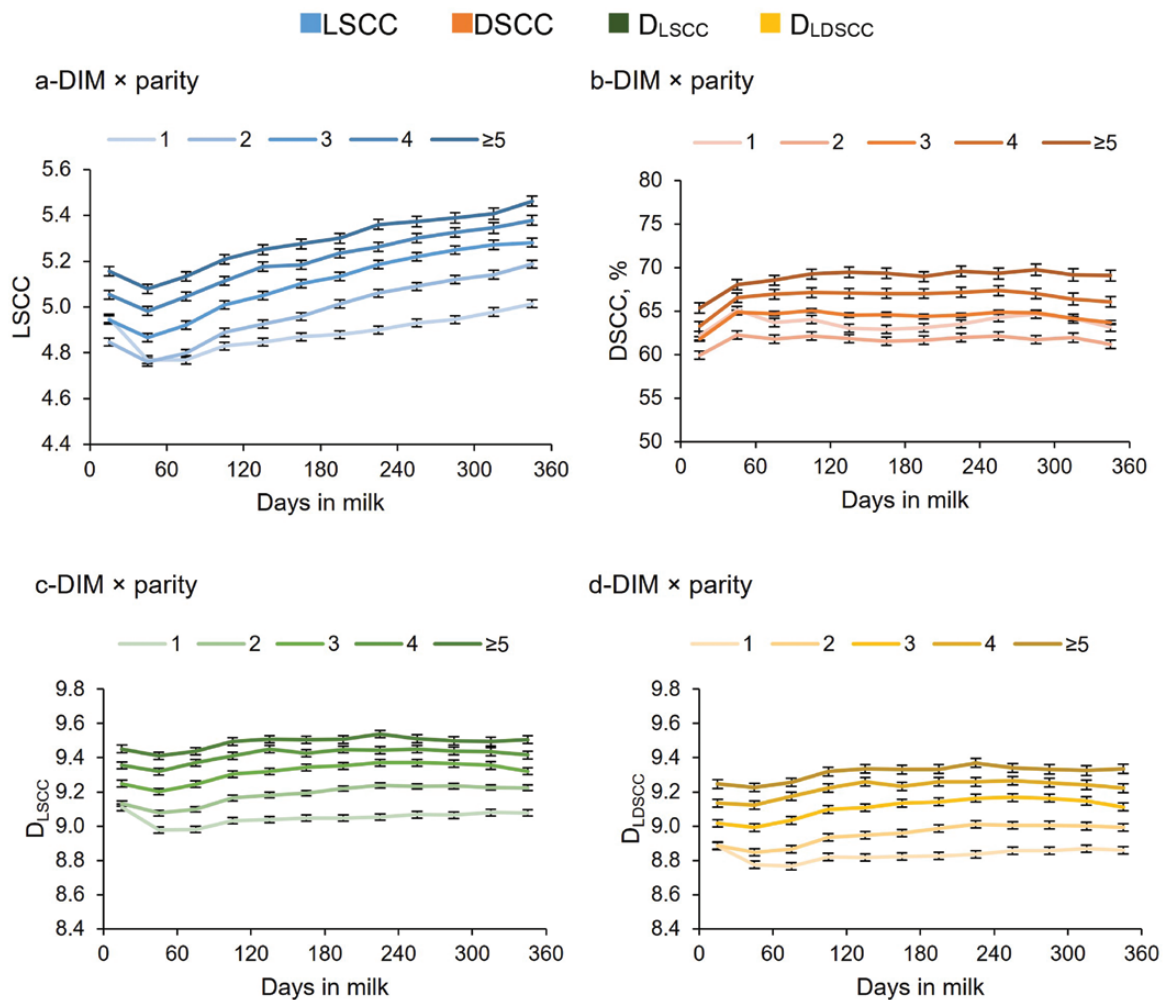 LSCC DSCC DLSCC DLDSCC
a-DIM × parity
1 2 3 4 ≥5
LSCC
5.6
5.4
5.2
5.0
4.8
4.6
4.4
0 60 120 180 240 300 360
Days in milk
b-DIM × parity
1 2 3 4 ≥5
DSCC, %
80
75
70
65
60
55
50
0 60 120 180 240 300 360
Days in milk
c-DIM × parity
1 2 3 4 ≥5
DLSCC
9.8
9.6
9.4
9.2
9.0
8.8
8.6
8.4
0 60 120 180 240 300 360
Days in milk
d-DIM × parity
1 2 3 4 ≥5
DLDSCC
9.8
9.6
9.4
9.2
9.0
8.8
8.6
8.4
0 60 120 180 240 300 360
Days in milk